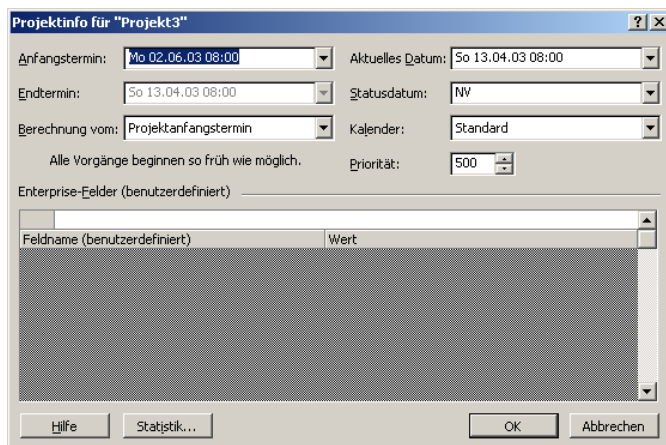 Projektinfo für "Projekt3"
Anfangstermin: Mo 02.06.03 08:00 Aktuelles Datum: So 13.04.03 08:00
Endtermin: So 13.04.03 08:00 Statusdatum: NV
Berechnung vom: Projektanfangstermin Kalender: Standard
Alle Vorgänge beginnen so früh wie möglich. Priorität: 500
Enterprise-Felder (benutzerdefiniert)
Feldname (benutzerdefiniert) Wert
Hilfe Statistik... OK Abbrechen